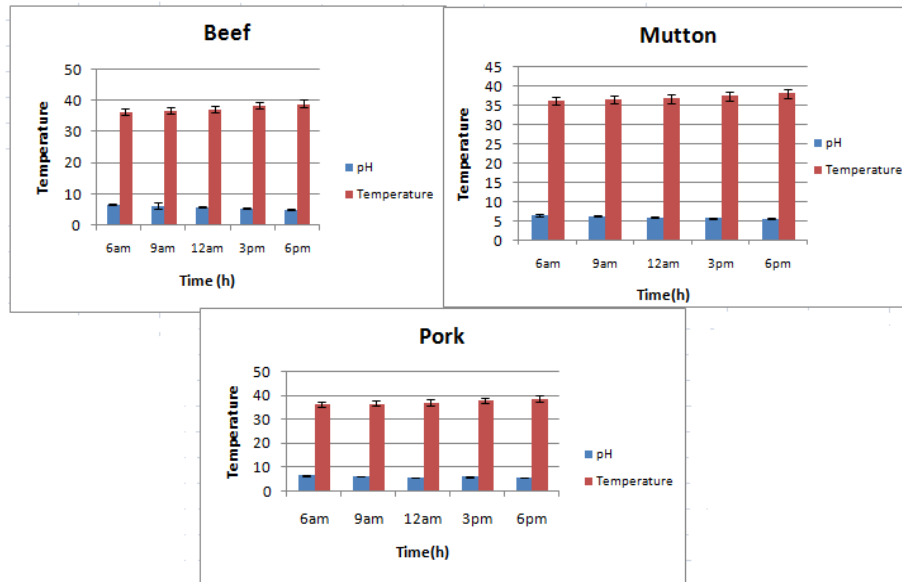 Beef
50
40
30
20
10
0
Temperature
6am 9am 12am 3pm 6pm
Time (h)
pH
Temperature
Mutton
45
40
35
30
25
20
15
10
5
0
Temperature
6am 9am 12am 3pm 6pm
Time(h)
pH
Temperature
Pork
50
40
30
20
10
0
Temperature
6am 9am 12am 3pm 6pm
Time(h)
pH
Temperature